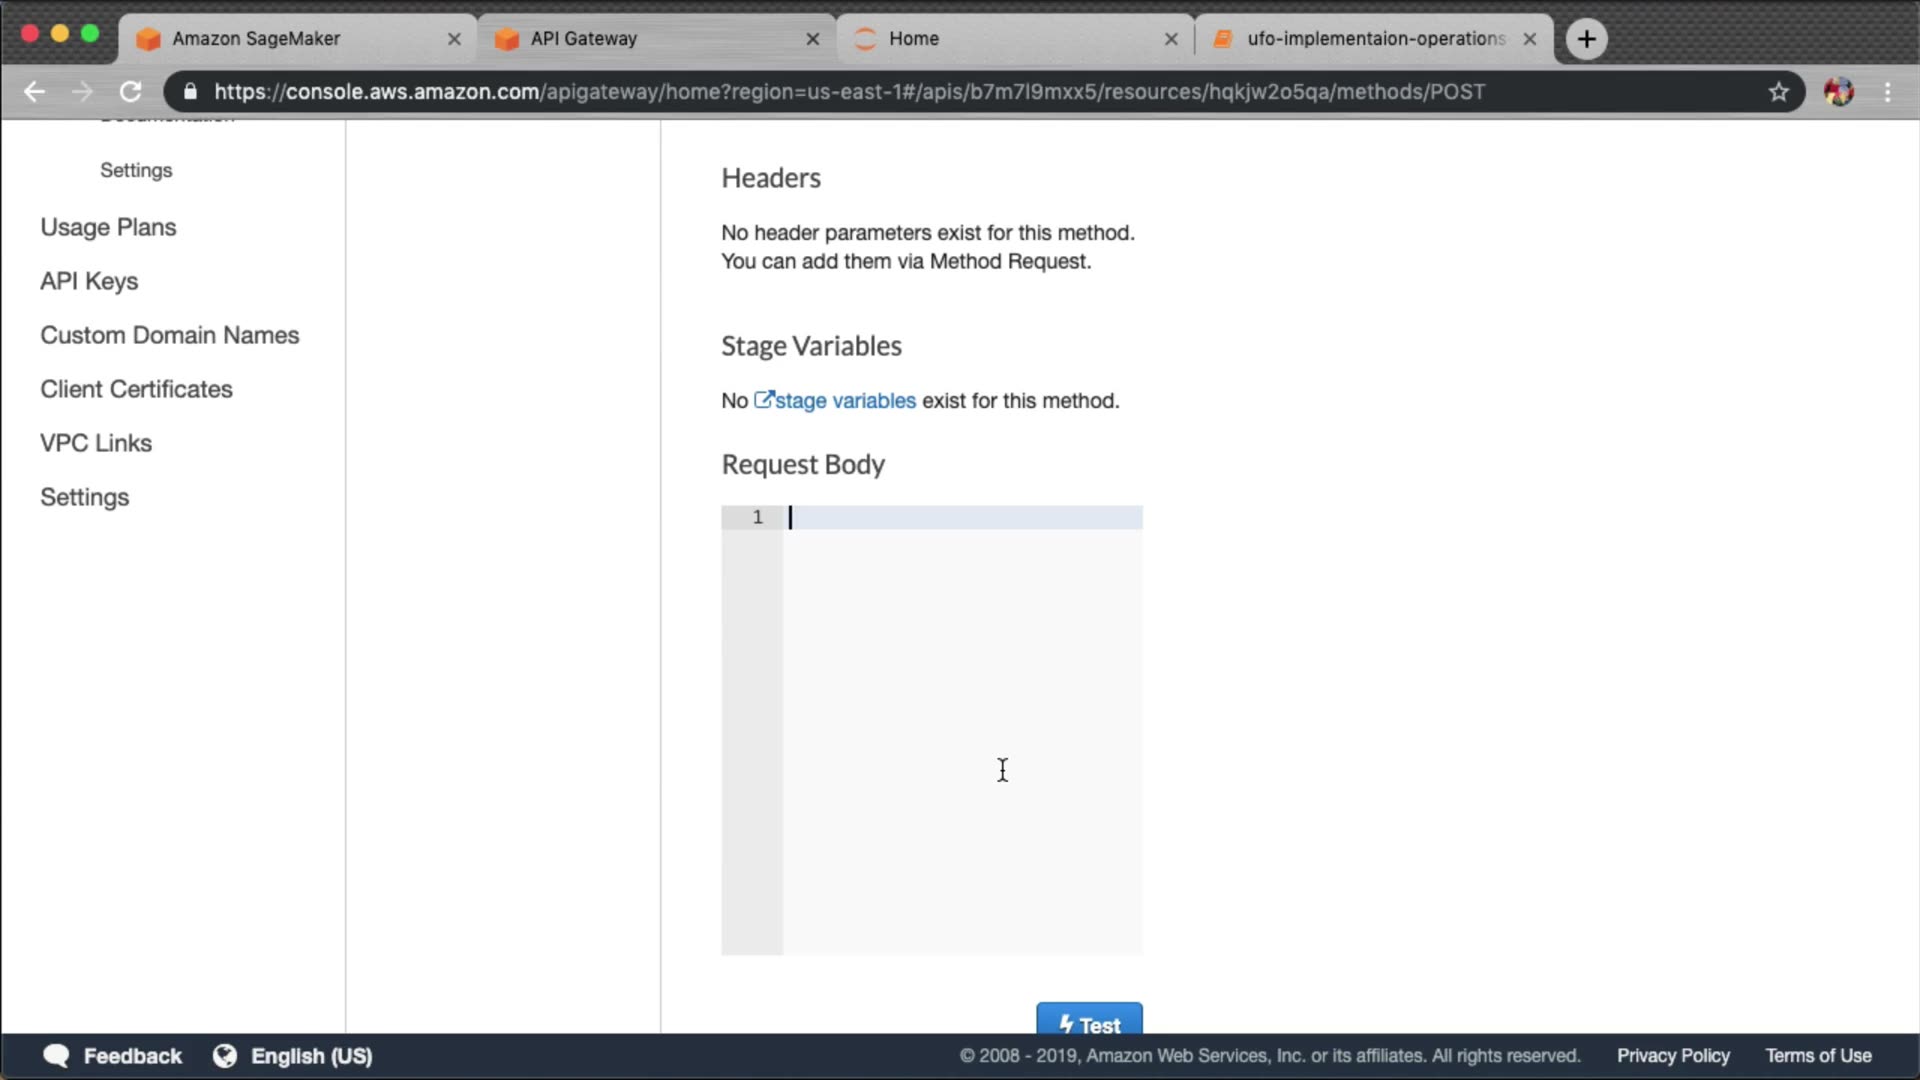 Amazon SageMaker
API Gateway
Home
ufo-implementaion-operations
https://console.aws.amazon.com/apigateway/home?region=us-east-1#/apis/b7m7l9mxx5/resources/hqkjw2o5qa/methods/POST
Documentation
Settings
Usage Plans
API Keys
Custom Domain Names
Client Certificates
VPC Links
Settings
Headers
No header parameters exist for this method.
You can add them via Method Request.
Stage Variables
No stage variables exist for this method.
Request Body
1
Test
Feedback
English (US)
© 2008 - 2019, Amazon Web Services, Inc. or its affiliates. All rights reserved.
Privacy Policy
Terms of Use